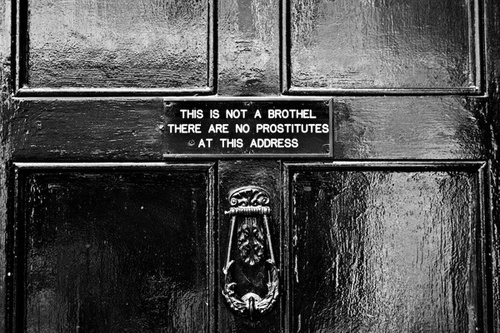 THIS IS NOT A BROTHEL
THERE ARE NO PROSTITUTES
AT THIS ADDRESS